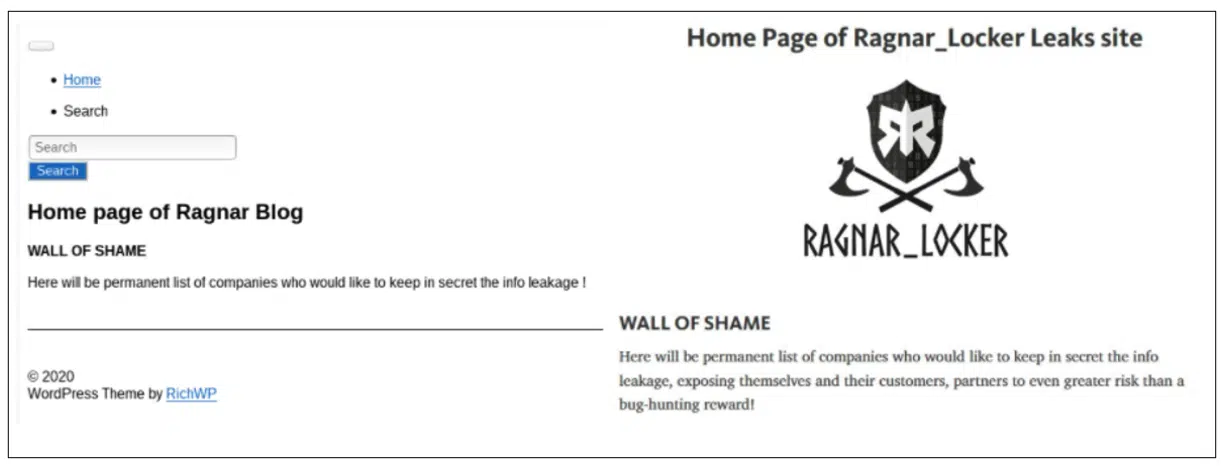 Home
Search
Search
Search
Home page of Ragnar Blog
WALL OF SHAME
Here will be permanent list of companies who would like to keep in secret the info leakage !
© 2020
WordPress Theme by RichWP
Home Page of Ragnar_Locker Leaks site
RAGNAR_LOCKER
WALL OF SHAME
Here will be permanent list of companies who would like to keep in secret the info
leakage, exposing themselves and their customers, partners to even greater risk than a
bug-hunting reward!